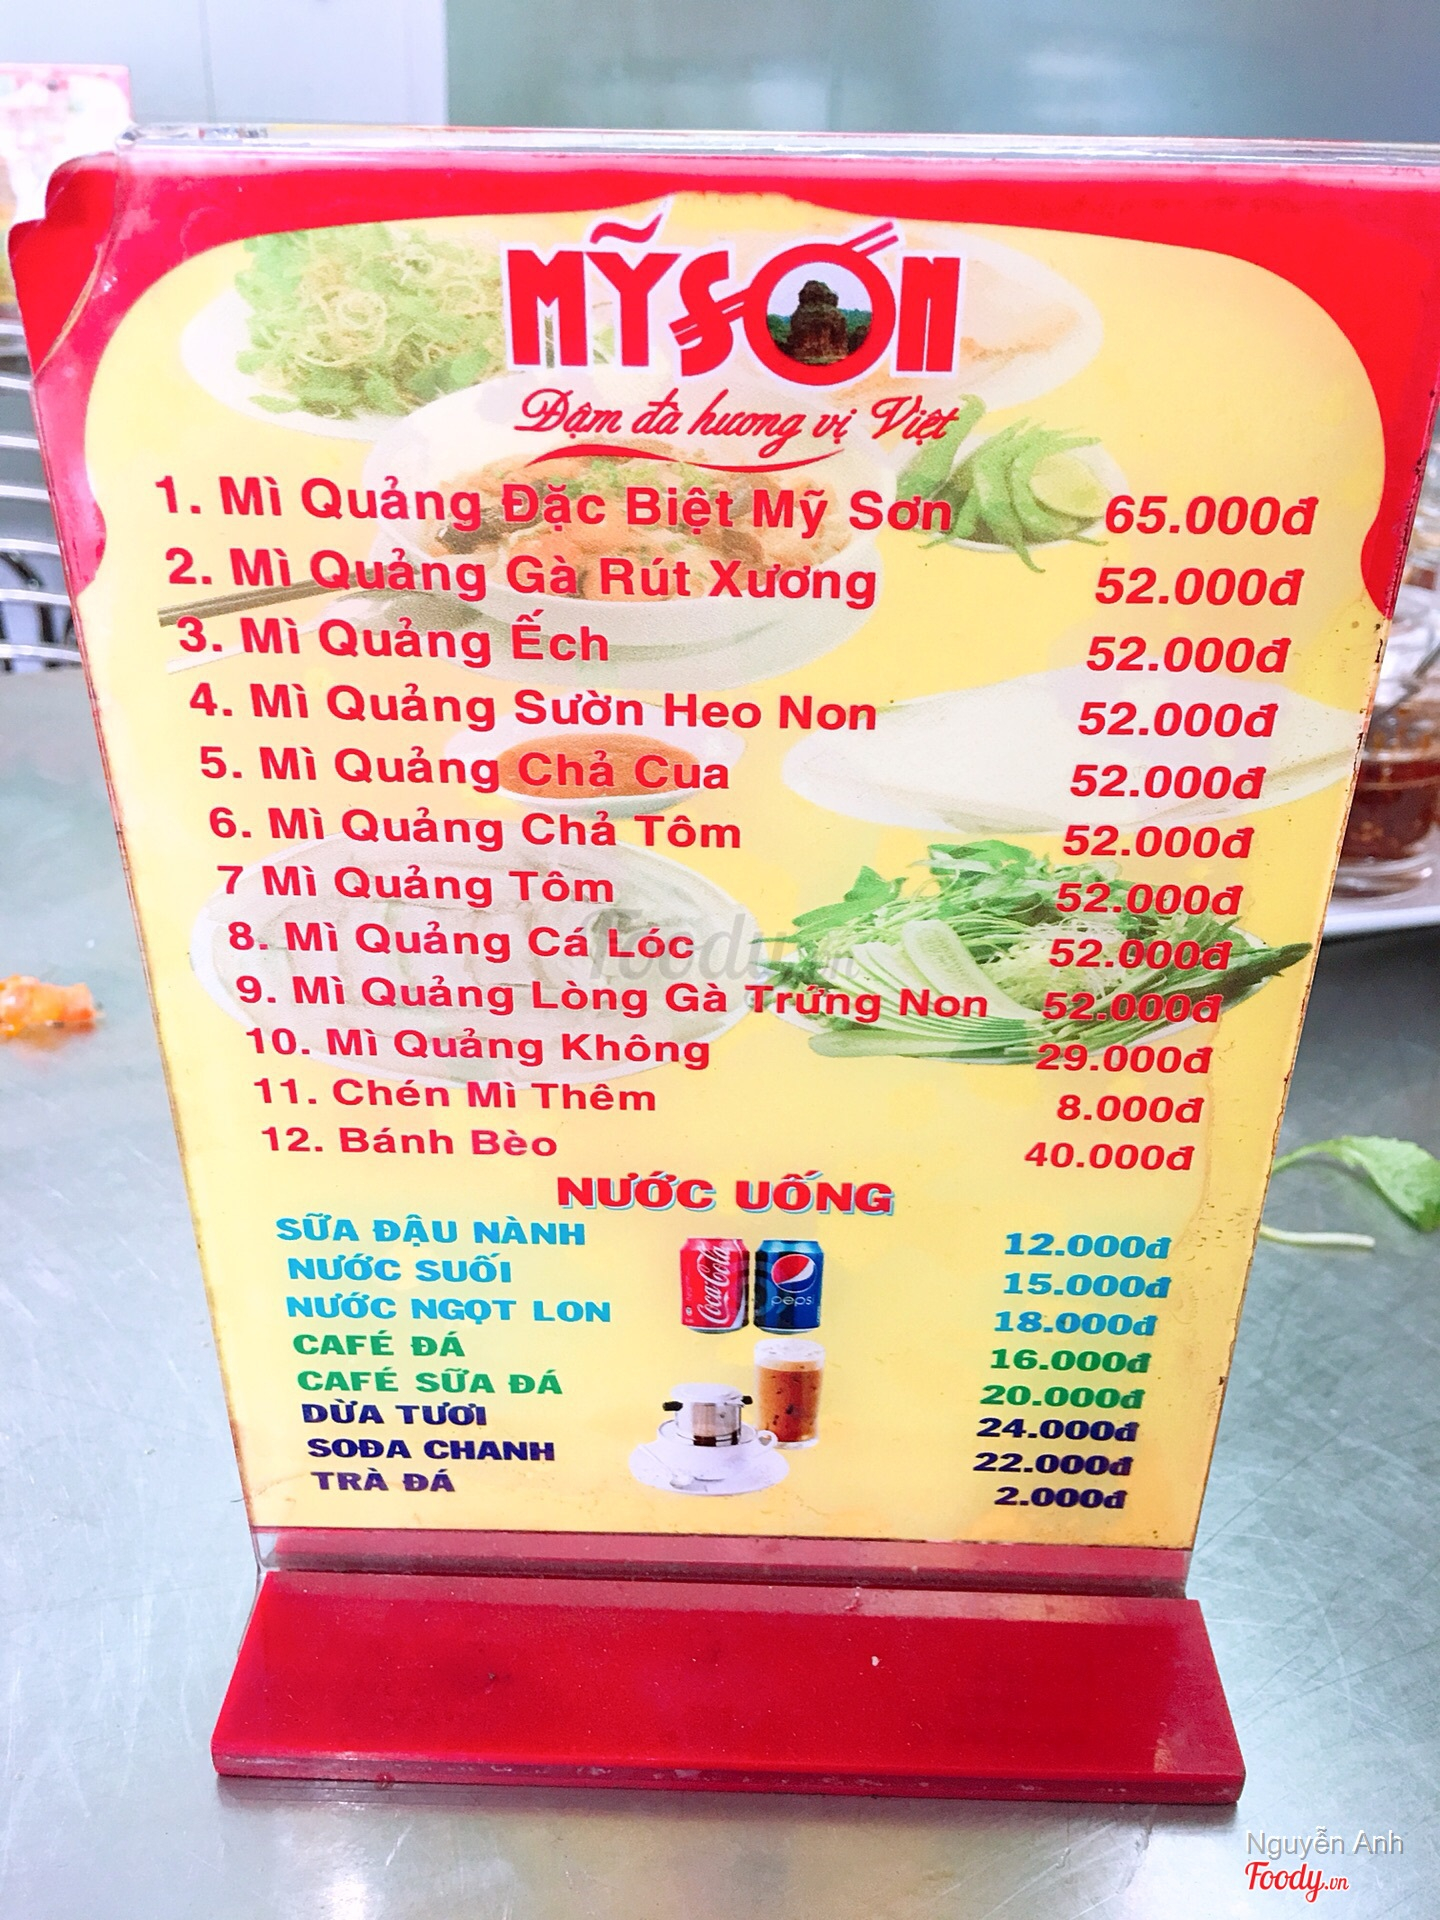 MỸ SƠN
Đậm đà hương vị Việt
1. Mì Quảng Đặc Biệt Mỹ Sơn 65.000đ
2. Mì Quảng Gà Rút Xương 52.000đ
3. Mì Quảng Ếch 52.000đ
4. Mì Quảng Sườn Heo Non 52.000đ
5. Mì Quảng Chả Cua 52.000đ
6. Mì Quảng Chả Tôm 52.000đ
7 Mì Quảng Tôm 52.000đ
8. Mì Quảng Cá Lóc 52.000đ
9. Mì Quảng Lòng Gà Trứng Non 52.000đ
10. Mì Quảng Không 29.000đ
11. Chén Mì Thêm 8.000đ
12. Bánh Bèo 40.000đ
NƯỚC UỐNG
SỮA ĐẬU NÀNH 12.000đ
NƯỚC SUỐI 15.000đ
NƯỚC NGỌT LON 18.000đ
CAFÉ ĐÁ 16.000đ
CAFÉ SỮA ĐÁ 20.000đ
DỪA TƯƠI 24.000đ
SOĐA CHANH 22.000đ
TRÀ ĐÁ 2.000đ
Coca-Cola
pepsi
Foody.vn
Nguyễn Anh
Foody.vn